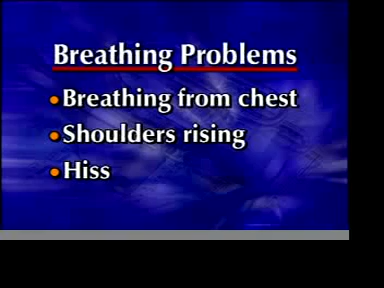 Breathing Problems
• Breathing from chest
• Shoulders rising
• Hiss